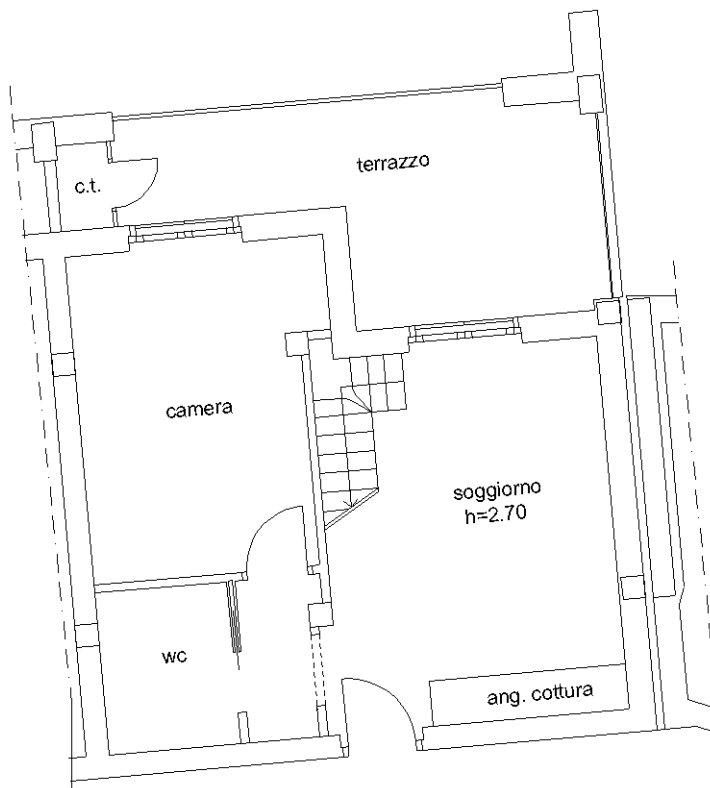 terrazzo
c.t.
camera
soggiorno
h=2.70
wc
ang. cottura